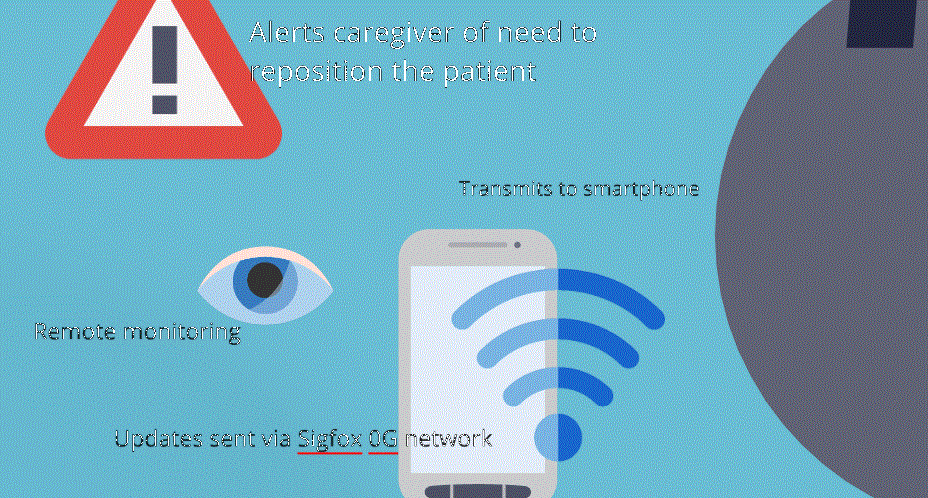 Alerts caregiver of need to
reposition the patient
Transmits to smartphone
Remote monitoring
Updates sent via Sigfox 0G network